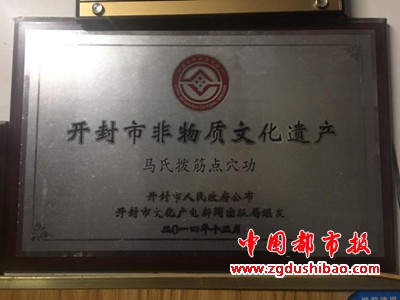 开封市非物质文化遗产
马氏拨筋点穴功
开封市人民政府公布
开封市文化广电新闻出版局颁发
二〇一四年十二月
中国都市报
www.zgdushibao.com